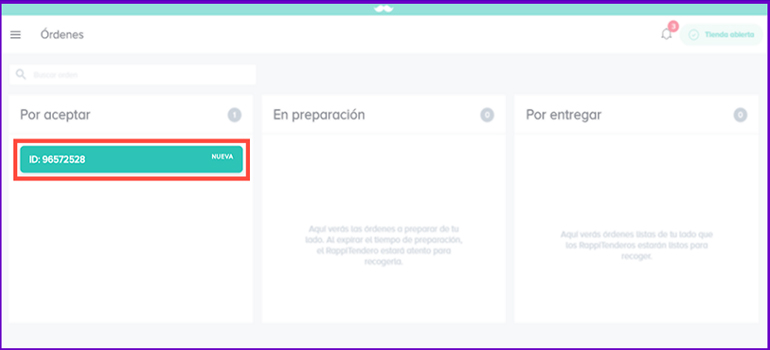 Órdenes
3
Tienda abierta
Buscar orden
Por aceptar
1
ID: 96572528
NUEVA
En preparación
0
Aquí verás las órdenes a preparar de tu
lado. Al expirar el tiempo de preparación,
el RappiTendero estará atento para
recogerla.
Por entregar
0
Aquí verás órdenes listas de tu lado que
los RappiTenderos estarán listos para
recoger.